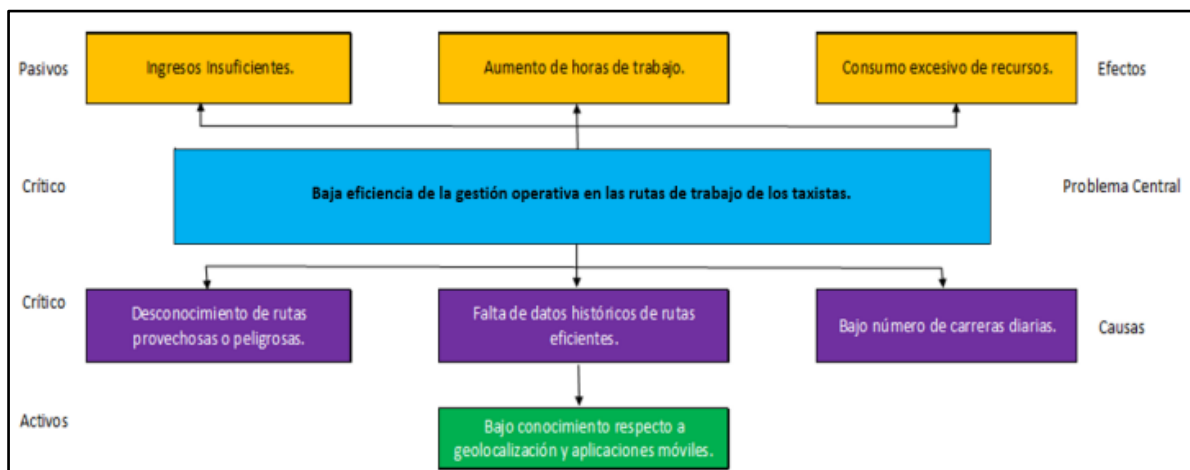 Pasivos
Ingresos Insuficientes.
Aumento de horas de trabajo.
Consumo excesivo de recursos.
Efectos
Crítico
Baja eficiencia de la gestión operativa en las rutas de trabajo de los taxistas.
Problema Central
Crítico
Desconocimiento de rutas
provechosas o peligrosas.
Falta de datos históricos de rutas
eficientes.
Bajo número de carreras diarias.
Causas
Activos
Bajo conocimiento respecto a
geolocalización y aplicaciones móviles.